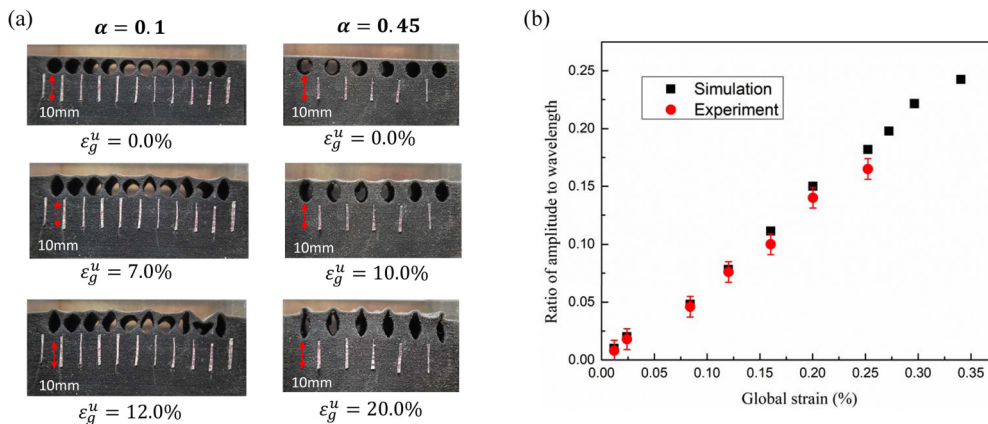 (a)
α = 0.1
α = 0.45
10mm
10mm
ε_g^u = 0.0%
ε_g^u = 0.0%
10mm
10mm
ε_g^u = 7.0%
ε_g^u = 10.0%
10mm
10mm
ε_g^u = 12.0%
ε_g^u = 20.0%
(b)
Ratio of amplitude to wavelength
0.25
0.20
0.15
0.10
0.05
0.00
Simulation
Experiment
0.00 0.05 0.10 0.15 0.20 0.25 0.30 0.35
Global strain (%)